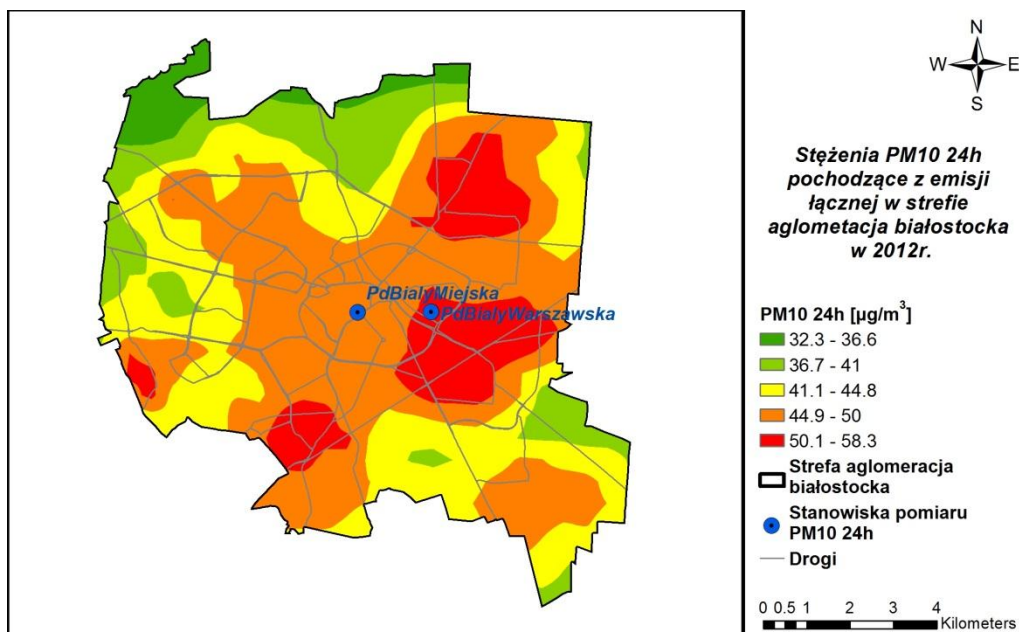 N
W E
S
Stężenia PM10 24h
pochodzące z emisji
łącznej w strefie
aglometacja białostocka
w 2012r.
PdBialyMiejska
PdBialyWarszawska
PM10 24h [µg/m³]
32.3 - 36.6
36.7 - 41
41.1 - 44.8
44.9 - 50
50.1 - 58.3
Strefa aglomeracja
białostocka
Stanowiska pomiaru
PM10 24h
Drogi
0 0.5 1 2 3 4
Kilometers